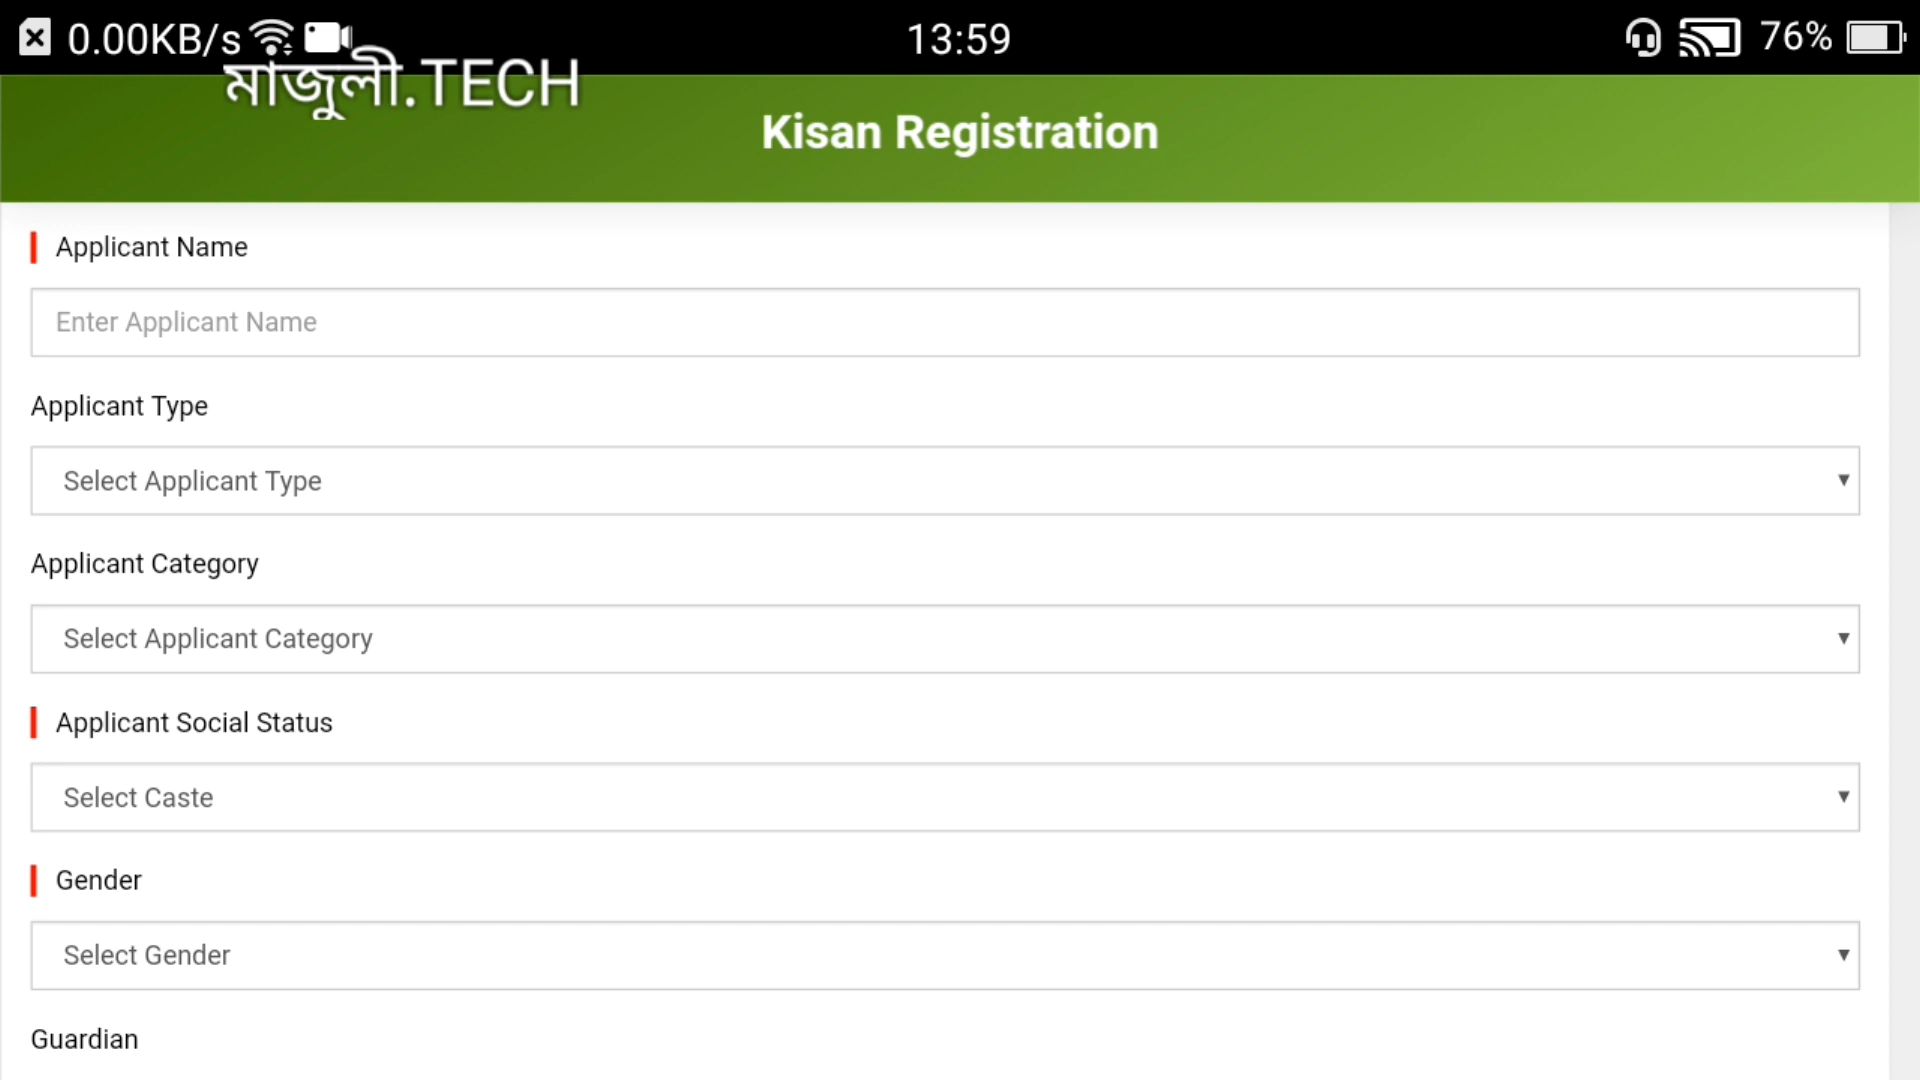 0.00KB/s 13:59 76%
মাজুলী.TECH
Kisan Registration
Applicant Name
Enter Applicant Name
Applicant Type
Select Applicant Type
Applicant Category
Select Applicant Category
Applicant Social Status
Select Caste
Gender
Select Gender
Guardian